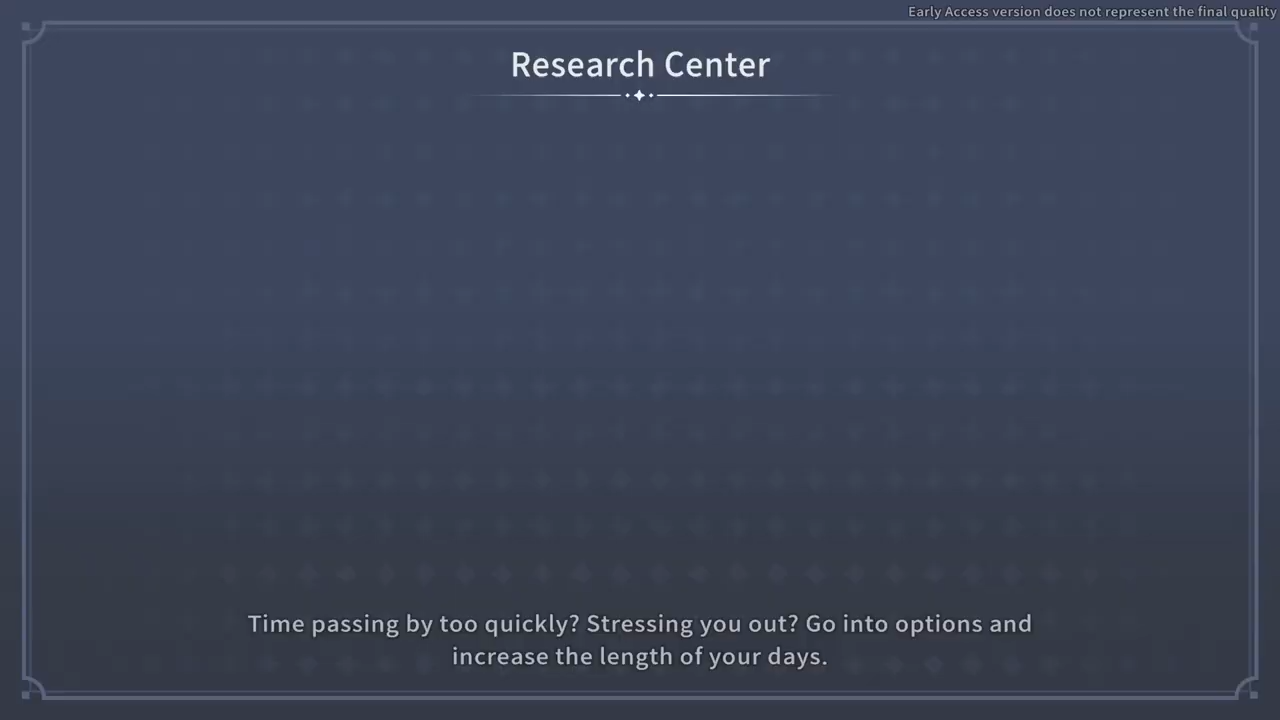 Early Access version does not represent the final quality
Research Center
Time passing by too quickly? Stressing you out? Go into options and
increase the length of your days.